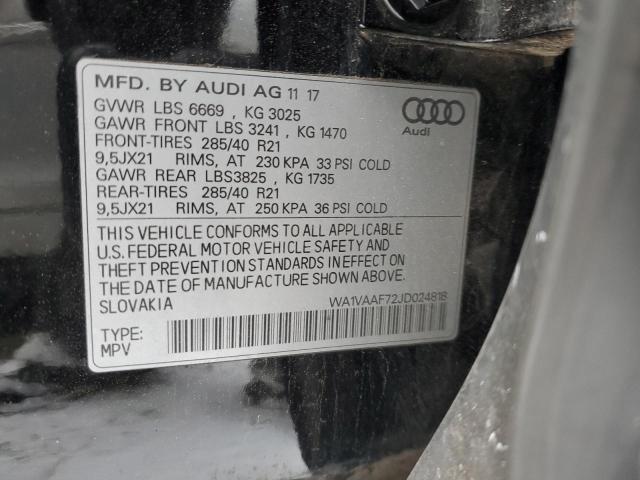 MFD. BY AUDI AG 11 17
GVWR LBS 6669 , KG 3025
GAWR FRONT LBS 3241 , KG 1470
FRONT-TIRES 285/40 R21
9,5JX21 RIMS, AT 230 KPA 33 PSI COLD
GAWR REAR LBS3825 , KG 1735
REAR-TIRES 285/40 R21
9,5JX21 RIMS, AT 250 KPA 36 PSI COLD
Audi
THIS VEHICLE CONFORMS TO ALL APPLICABLE
U.S. FEDERAL MOTOR VEHICLE SAFETY AND
THEFT PREVENTION STANDARDS IN EFFECT ON
THE DATE OF MANUFACTURE SHOWN ABOVE.
SLOVAKIA WA1VAAF72JD024818
TYPE:
MPV